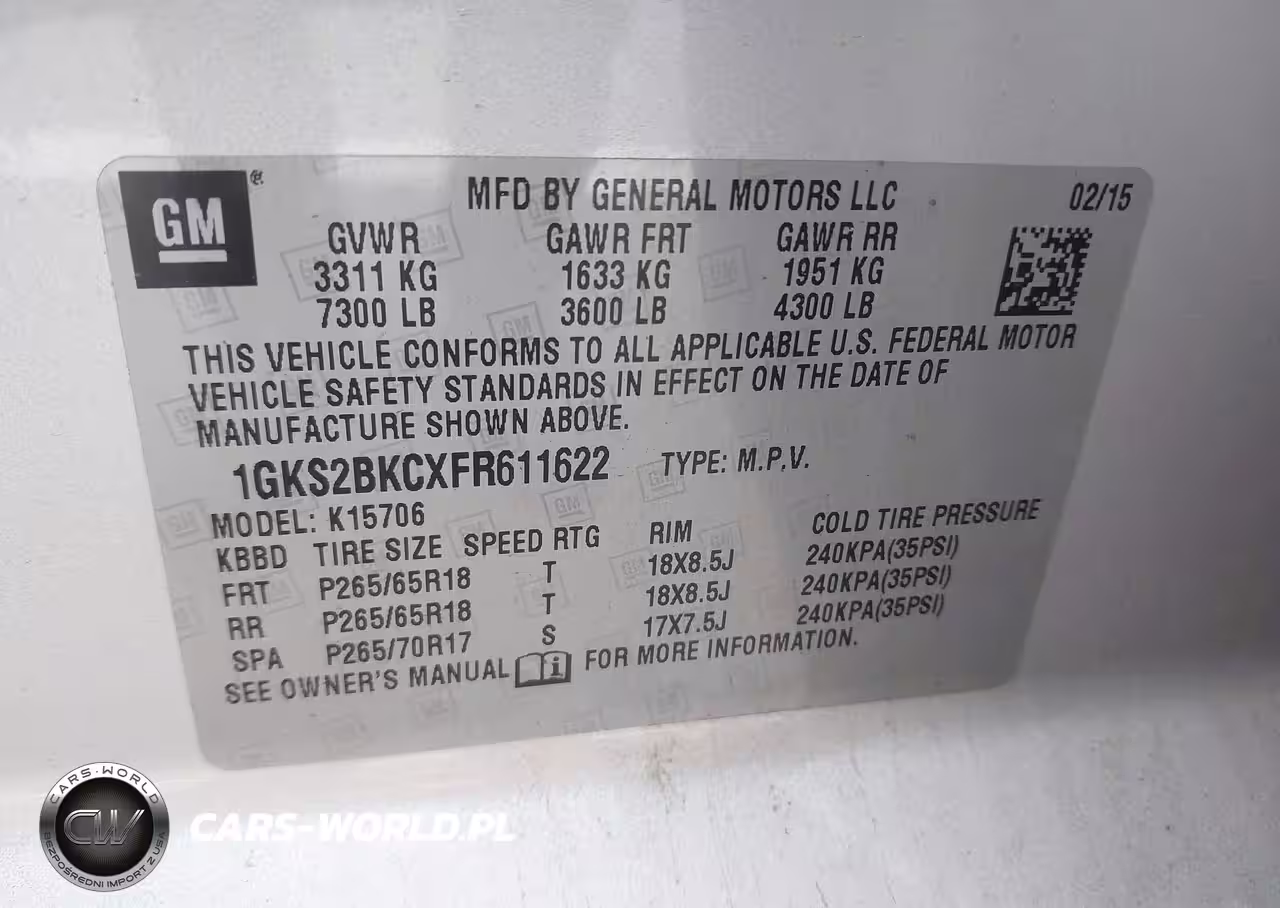 GM
®
MFD BY GENERAL MOTORS LLC
02/15
GVWR GAWR FRT GAWR RR
3311 KG 1633 KG 1951 KG
7300 LB 3600 LB 4300 LB
THIS VEHICLE CONFORMS TO ALL APPLICABLE U.S. FEDERAL MOTOR
VEHICLE SAFETY STANDARDS IN EFFECT ON THE DATE OF
MANUFACTURE SHOWN ABOVE.
1GKS2BKCXFR611622 TYPE: M.P.V.
MODEL: K15706
KBBD TIRE SIZE SPEED RTG RIM COLD TIRE PRESSURE
FRT P265/65R18 T 18X8.5J 240KPA(35PSI)
RR P265/65R18 T 18X8.5J 240KPA(35PSI)
SPA P265/70R17 S 17X7.5J 240KPA(35PSI)
SEE OWNER'S MANUAL i FOR MORE INFORMATION.
CARS-WORLD
CW
BEZPOŚREDNI IMPORT Z USA
CARS-WORLD.PL